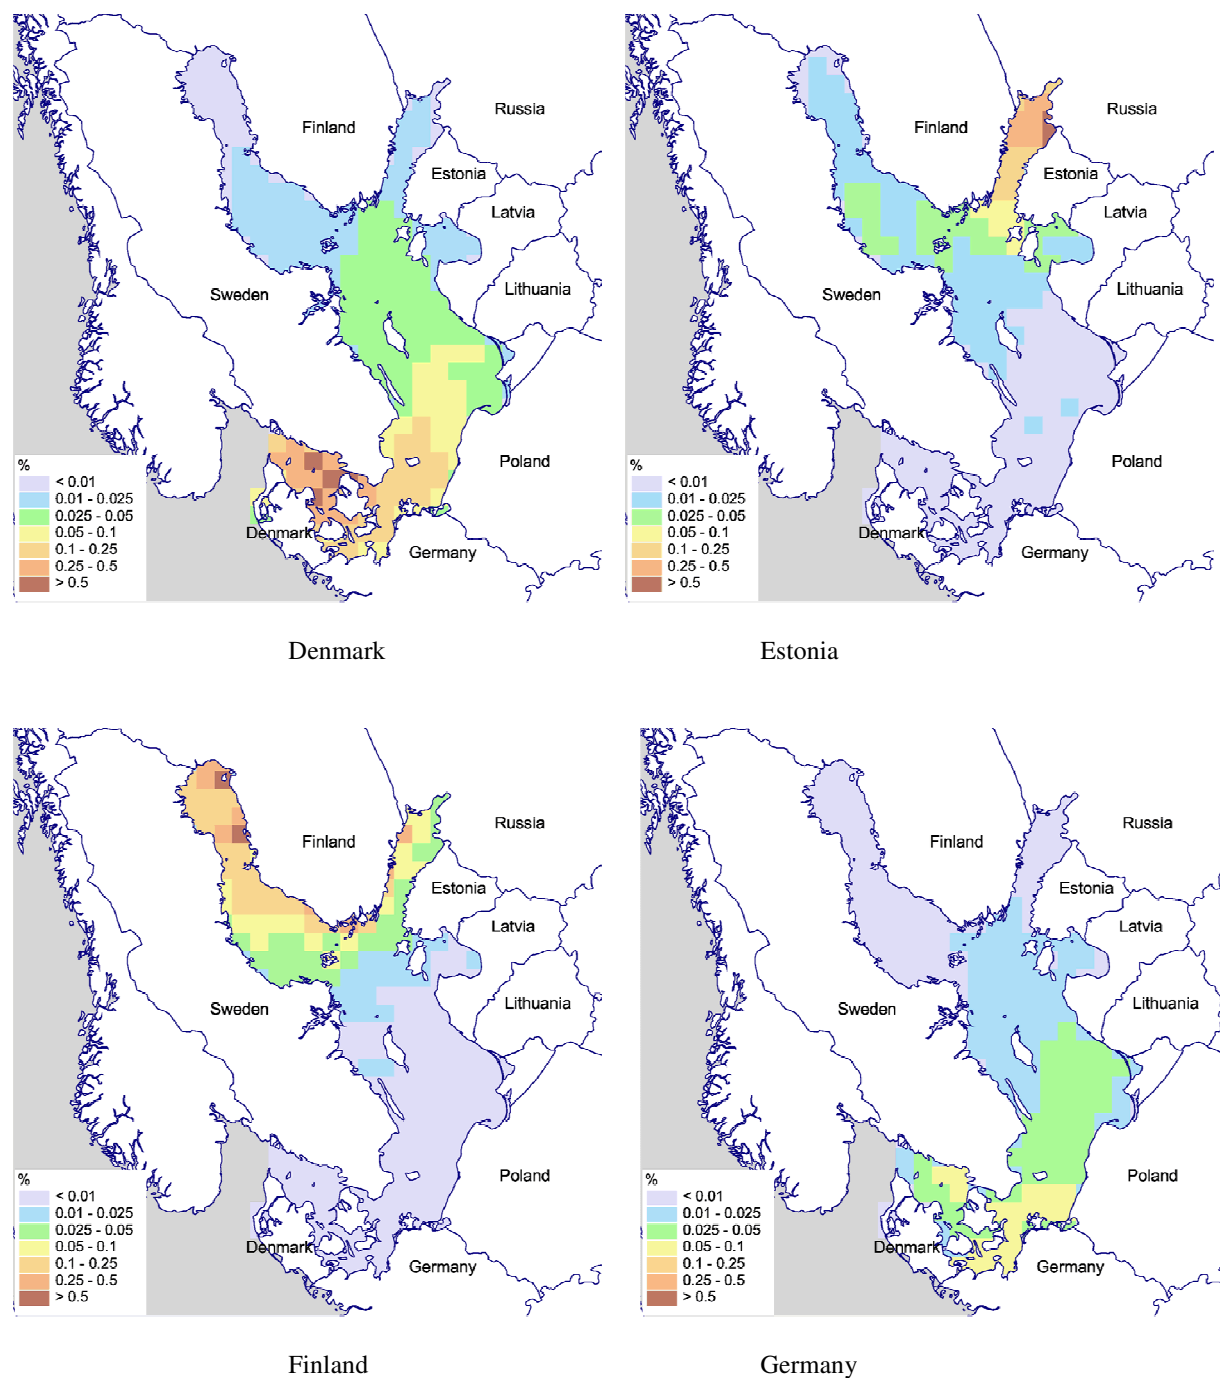 Russia
Finland
Estonia
Latvia
Lithuania
Sweden
Poland
Denmark
Germany
%
< 0.01
0.01 - 0.025
0.025 - 0.05
0.05 - 0.1
0.1 - 0.25
0.25 - 0.5
> 0.5
Russia
Finland
Estonia
Latvia
Lithuania
Sweden
Poland
Denmark
Germany
%
< 0.01
0.01 - 0.025
0.025 - 0.05
0.05 - 0.1
0.1 - 0.25
0.25 - 0.5
> 0.5
Denmark
Estonia
Russia
Finland
Estonia
Latvia
Lithuania
Sweden
Poland
Denmark
Germany
%
< 0.01
0.01 - 0.025
0.025 - 0.05
0.05 - 0.1
0.1 - 0.25
0.25 - 0.5
> 0.5
Russia
Finland
Estonia
Latvia
Lithuania
Sweden
Poland
Denmark
Germany
%
< 0.01
0.01 - 0.025
0.025 - 0.05
0.05 - 0.1
0.1 - 0.25
0.25 - 0.5
> 0.5
Finland
Germany